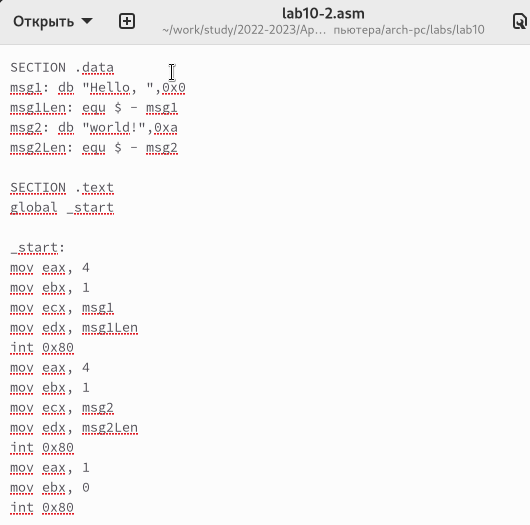 Открыть
lab10-2.asm
~/work/study/2022-2023/Ap... пьютера/arch-pc/labs/lab10
SECTION .data
msg1: db "Hello, ",0x0
msg1Len: equ $ - msg1
msg2: db "world!",0xa
msg2Len: equ $ - msg2
SECTION .text
global _start
_start:
mov eax, 4
mov ebx, 1
mov ecx, msg1
mov edx, msg1Len
int 0x80
mov eax, 4
mov ebx, 1
mov ecx, msg2
mov edx, msg2Len
int 0x80
mov eax, 1
mov ebx, 0
int 0x80